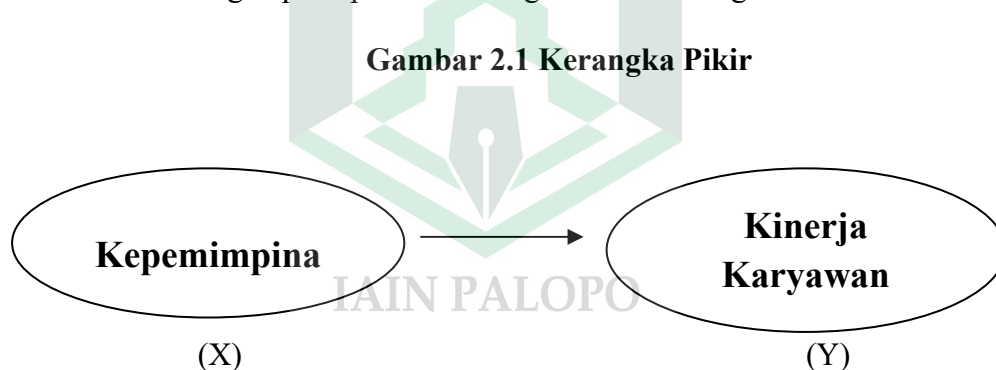 Gambar 2.1 Kerangka Pikir
Kepemimpina
Kinerja
Karyawan
IAIN PALOPO
(X)
(Y)